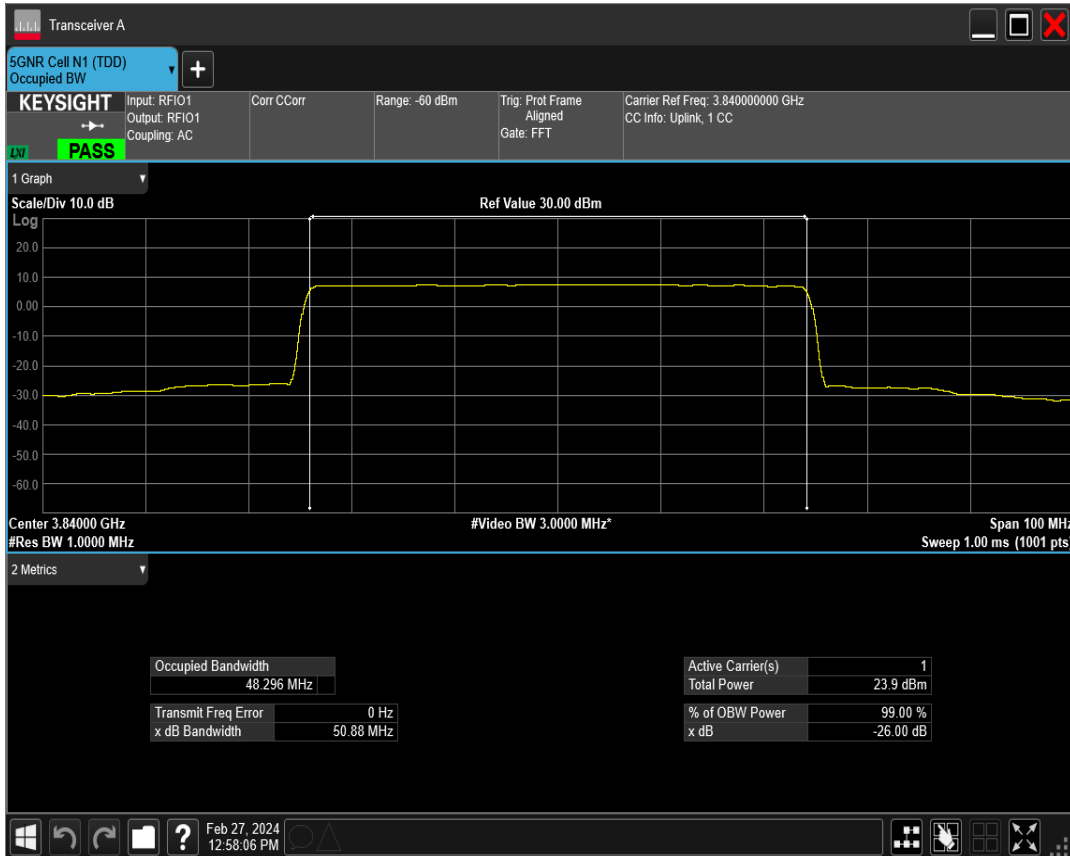 Transceiver A
5GNR Cell N1 (TDD)
Occupied BW
+
KEYSIGHT
LXI
PASS
Input: RFIO1
Output: RFIO1
Coupling: AC
Corr CCorr
Range: -60 dBm
Trig: Prot Frame
Aligned
Gate: FFT
Carrier Ref Freq: 3.840000000 GHz
CC Info: Uplink, 1 CC
1 Graph
Scale/Div 10.0 dB
Ref Value 30.00 dBm
Log
20.0
10.0
0.00
-10.0
-20.0
-30.0
-40.0
-50.0
-60.0
Center 3.84000 GHz
#Video BW 3.0000 MHz*
Span 100 MHz
#Res BW 1.0000 MHz
Sweep 1.00 ms (1001 pts)
2 Metrics
Occupied Bandwidth
48.296 MHz
Transmit Freq Error 0 Hz
x dB Bandwidth 50.88 MHz
Active Carrier(s) 1
Total Power 23.9 dBm
% of OBW Power 99.00 %
x dB -26.00 dB
?
Feb 27, 2024
12:58:06 PM